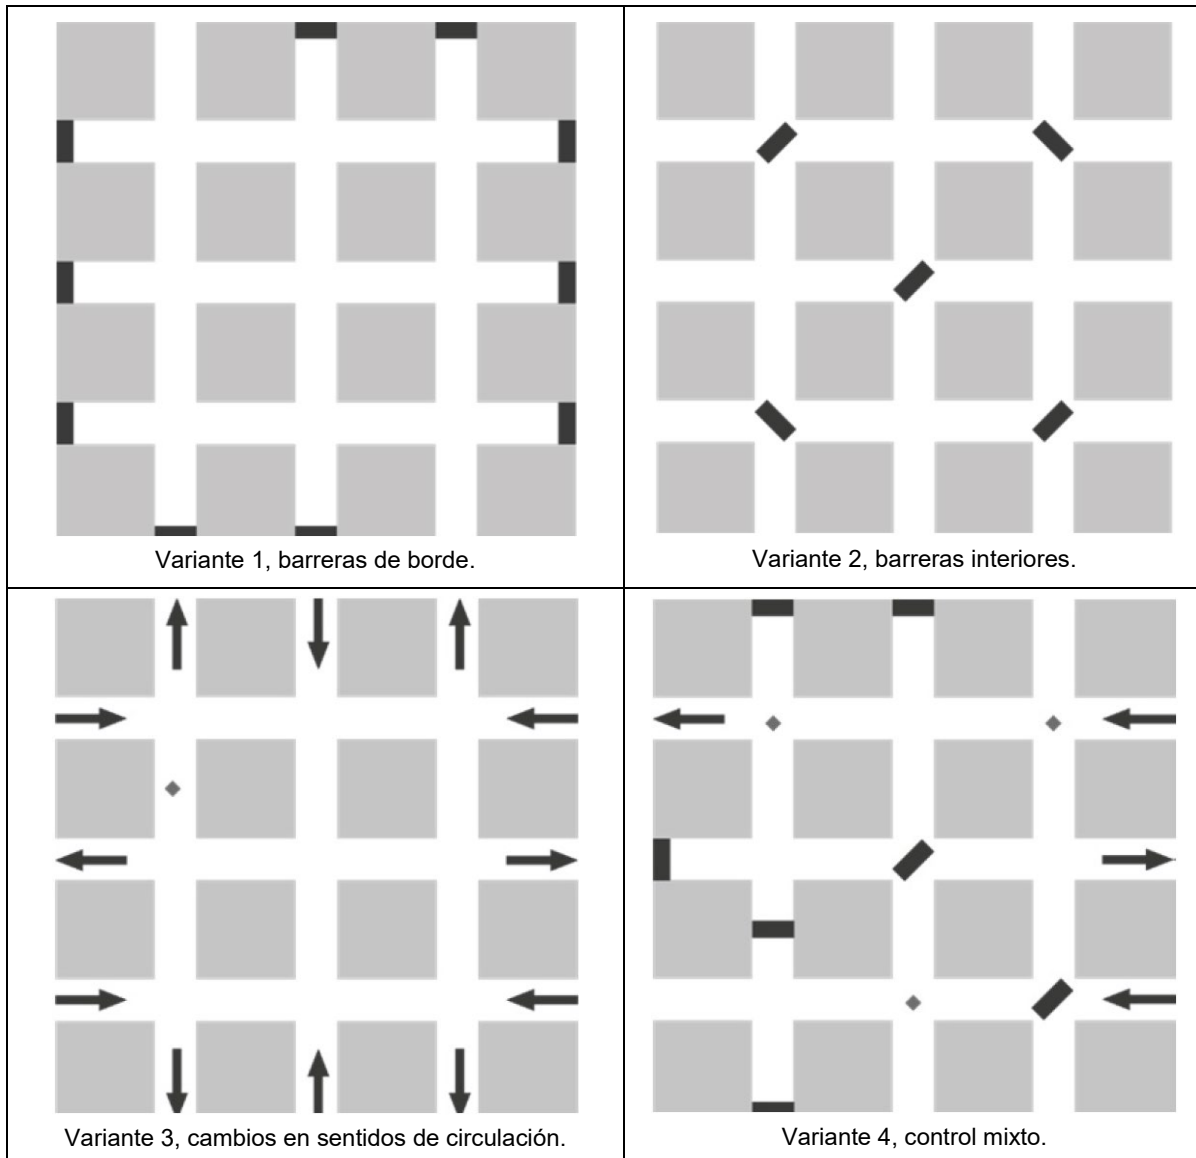 Variante 1, barreras de borde.
Variante 2, barreras interiores.
Variante 3, cambios en sentidos de circulación.
Variante 4, control mixto.